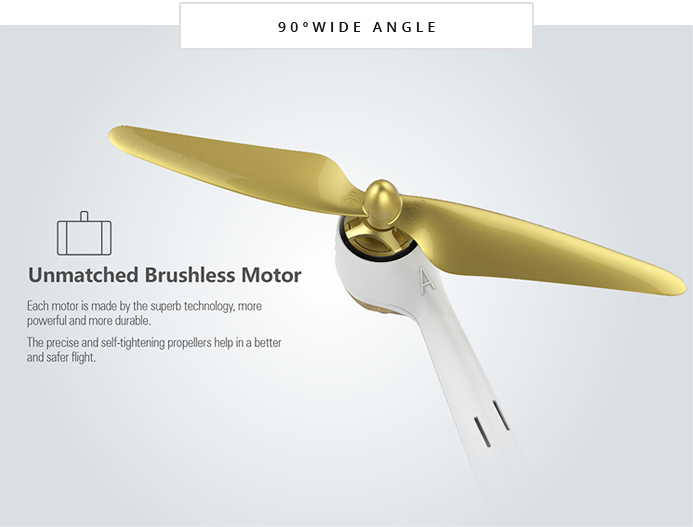 90°WIDE ANGLE
Unmatched Brushless Motor
Each motor is made by the superb technology, more
powerful and more durable.
The precise and self-tightening propellers help in a better
and safer flight.
A